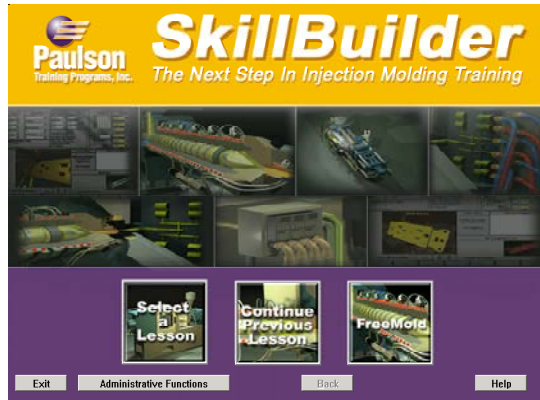 Paulson
Training Programs, Inc.
SkillBuilder
The Next Step In Injection Molding Training
Select
a
Lesson
Continue
Previous
Lesson
FreeMold
Exit
Administrative Functions
Back
Help